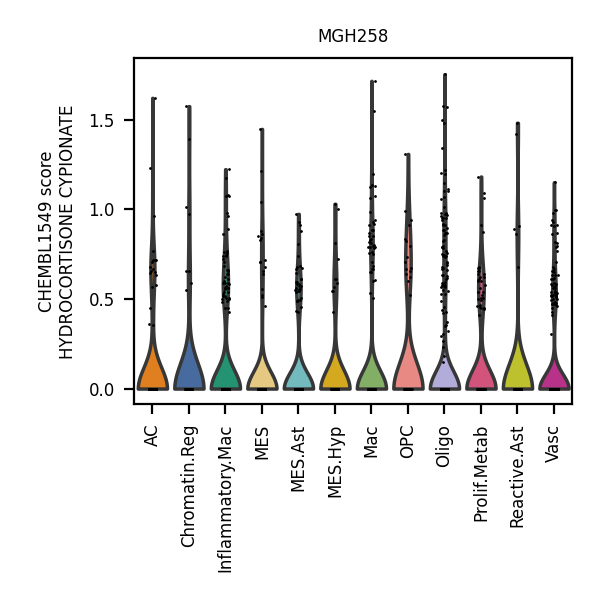 MGH258
CHEMBL1549 score
HYDROCORTISONE CYPIONATE
1.5
1.0
0.5
0.0
AC
Chromatin.Reg
Inflammatory.Mac
MES
MES.Ast
MES.Hyp
Mac
OPC
Oligo
Prolif.Metab
Reactive.Ast
Vasc